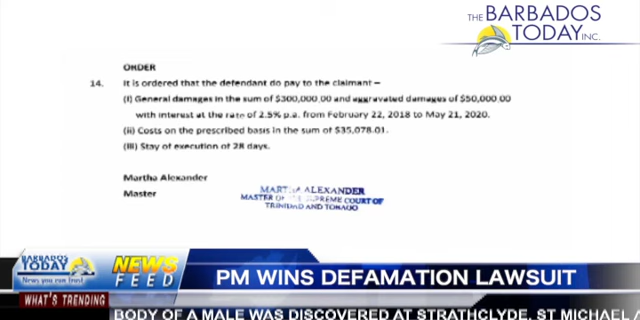 THE BARBADOS
TODAY INC.
ORDER
14. It is ordered that the defendant do pay to the claimant –
(i) General damages in the sum of $300,000.00 and aggravated damages of $50,000.00
with interest at the rate of 2.5% p.a. from February 22, 2018 to May 21, 2020.
(ii) Costs on the prescribed basis in the sum of $35,078.01.
(iii) Stay of execution of 28 days.
Martha Alexander
Master
MARTHA ALEXANDER
MASTER OF THE SUPREME COURT OF
TRINIDAD AND TOBAGO
BARBADOS
TODAY
News you can trust
NEWS
FEED
PM WINS DEFAMATION LAWSUIT
WHAT'S TRENDING
BODY OF A MALE WAS DISCOVERED AT STRATHCLYDE, ST MICHAEL